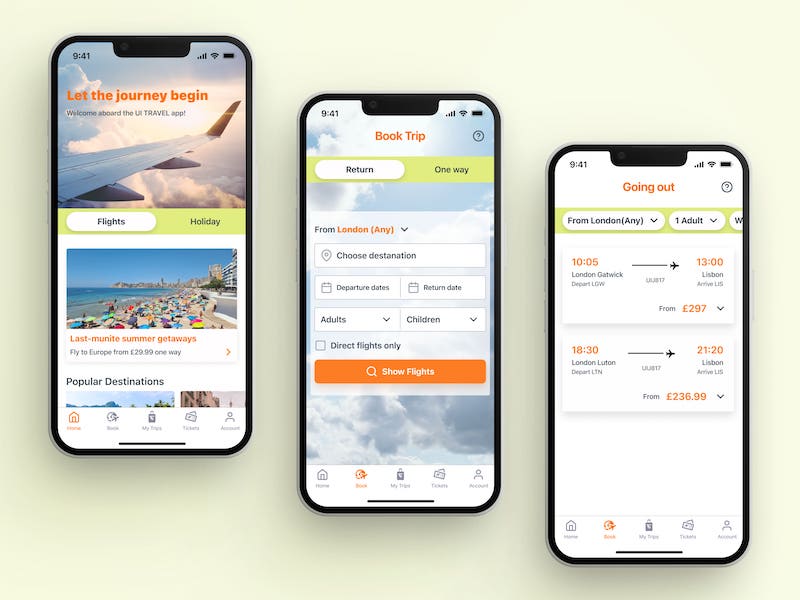 9:41
Let the journey begin
Welcome aboard the UI TRAVEL app!
Flights
Holiday
Last-munite summer getaways
Fly to Europe from £29.99 one way
Popular Destinations
Home
Book
My Trips
Tickets
Account
9:41
Book Trip
Return
One way
From London (Any)
Choose destanation
Departure dates
Return date
Adults
Children
Direct flights only
Show Flights
Home
Book
My Trips
Tickets
Account
9:41
Going out
From London(Any)
1 Adult
W
10:05
13:00
London Gatwick
Lisbon
Depart LGW
UU817
Arrive LIS
From £297
18:30
21:20
London Luton
Lisbon
Depart LTN
UU817
Arrive LIS
From £236.99
Home
Book
My Trips
Tickets
Account